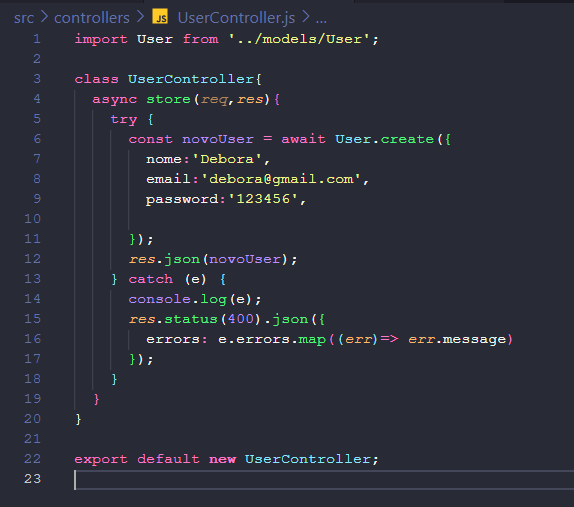 src > controllers > JS UserController.js > ...
1 import User from '../models/User';
2
3 class UserController{
4 async store(req,res){
5 try {
6 const novoUser = await User.create({
7 nome:'Debora',
8 email:'debora@gmail.com',
9 password:'123456',
10
11 });
12 res.json(novoUser);
13 } catch (e) {
14 console.log(e);
15 res.status(400).json({
16 errors: e.errors.map((err)=> err.message)
17 });
18 }
19 }
20 }
21
22 export default new UserController;
23